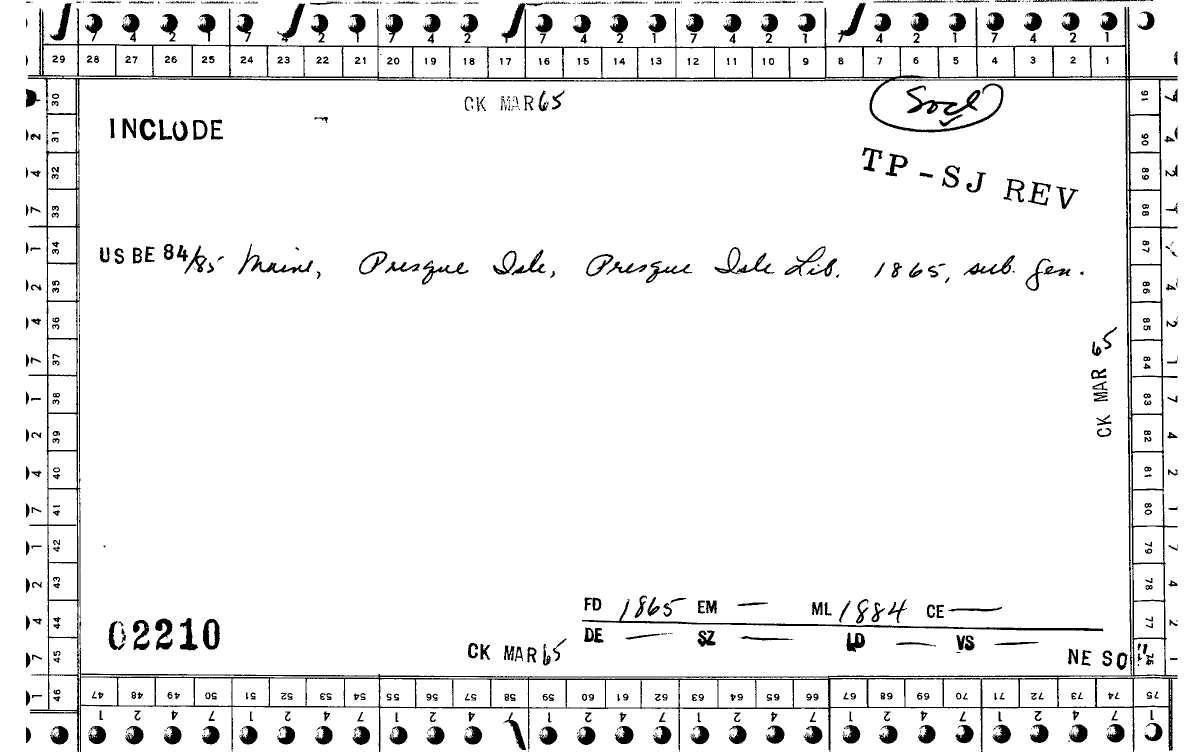 7 4 2 1 7 4 2 1 7 4 2 1 7 4 2 1 7 4 2 1 7 4 2 1 7 4 2 1
29 28 27 26 25 24 23 22 21 20 19 18 17 16 15 14 13 12 11 10 9 8 7 6 5 4 3 2 1
CK MAR 65
INCLUDE
TP-SJ REV
US BE 84/85 Maine, Presque Isle, Presque Isle Lib. 1865, sub. gen.
CK MAR 65
FD 1865 EM — ML 1884 CE —
DE — SZ — LD — VS —
02210
CK MAR 65
NE SO
30 31 32 33 34 35 36 37 38 39 40 41 42 43 44 45 46
91 90 89 88 87 86 85 84 83 82 81 80 79 78 77 76
47 48 49 50 51 52 53 54 55 56 57 58 59 60 61 62 63 64 65 66 67 68 69 70 71 72 73 74 75
1 2 4 7 1 2 4 7 1 2 4 7 1 2 4 7 1 2 4 7 1 2 4 7 1 2 4 7 1